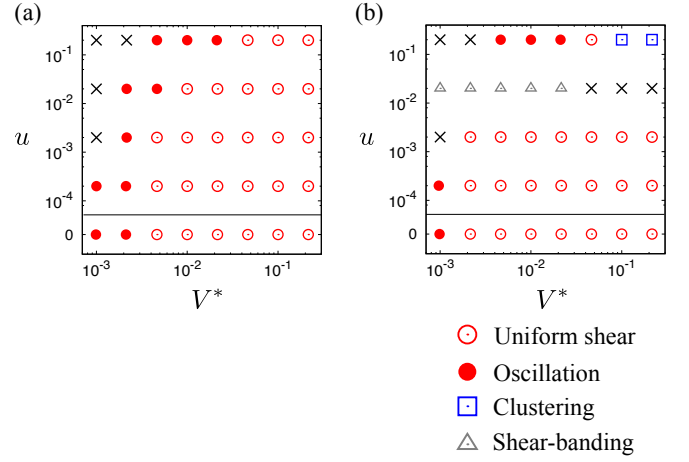 (a)
(b)
10⁻¹
10⁻²
u
10⁻³
10⁻⁴
0
10⁻³ 10⁻² 10⁻¹
V*
10⁻¹
10⁻²
u
10⁻³
10⁻⁴
0
10⁻³ 10⁻² 10⁻¹
V*
Uniform shear
Oscillation
Clustering
Shear-banding